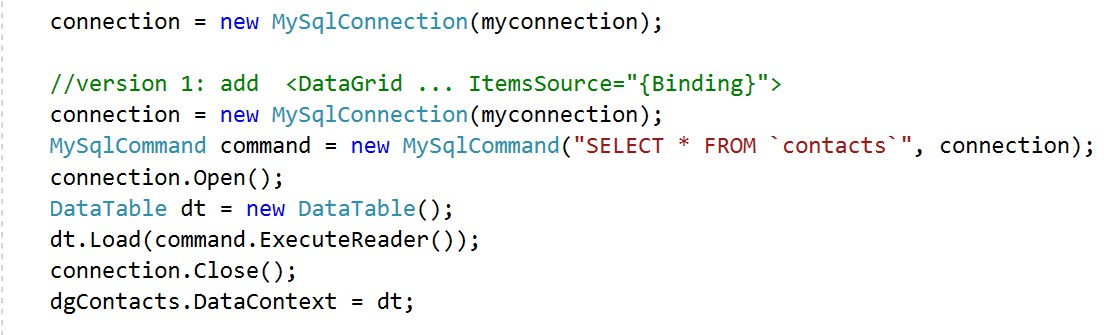 connection = new MySqlConnection(myconnection);
//version 1: add  <DataGrid ... ItemsSource="{Binding}">
connection = new MySqlConnection(myconnection);
MySqlCommand command = new MySqlCommand("SELECT * FROM `contacts`", connection);
connection.Open();
DataTable dt = new DataTable();
dt.Load(command.ExecuteReader());
connection.Close();
dgContacts.DataContext = dt;